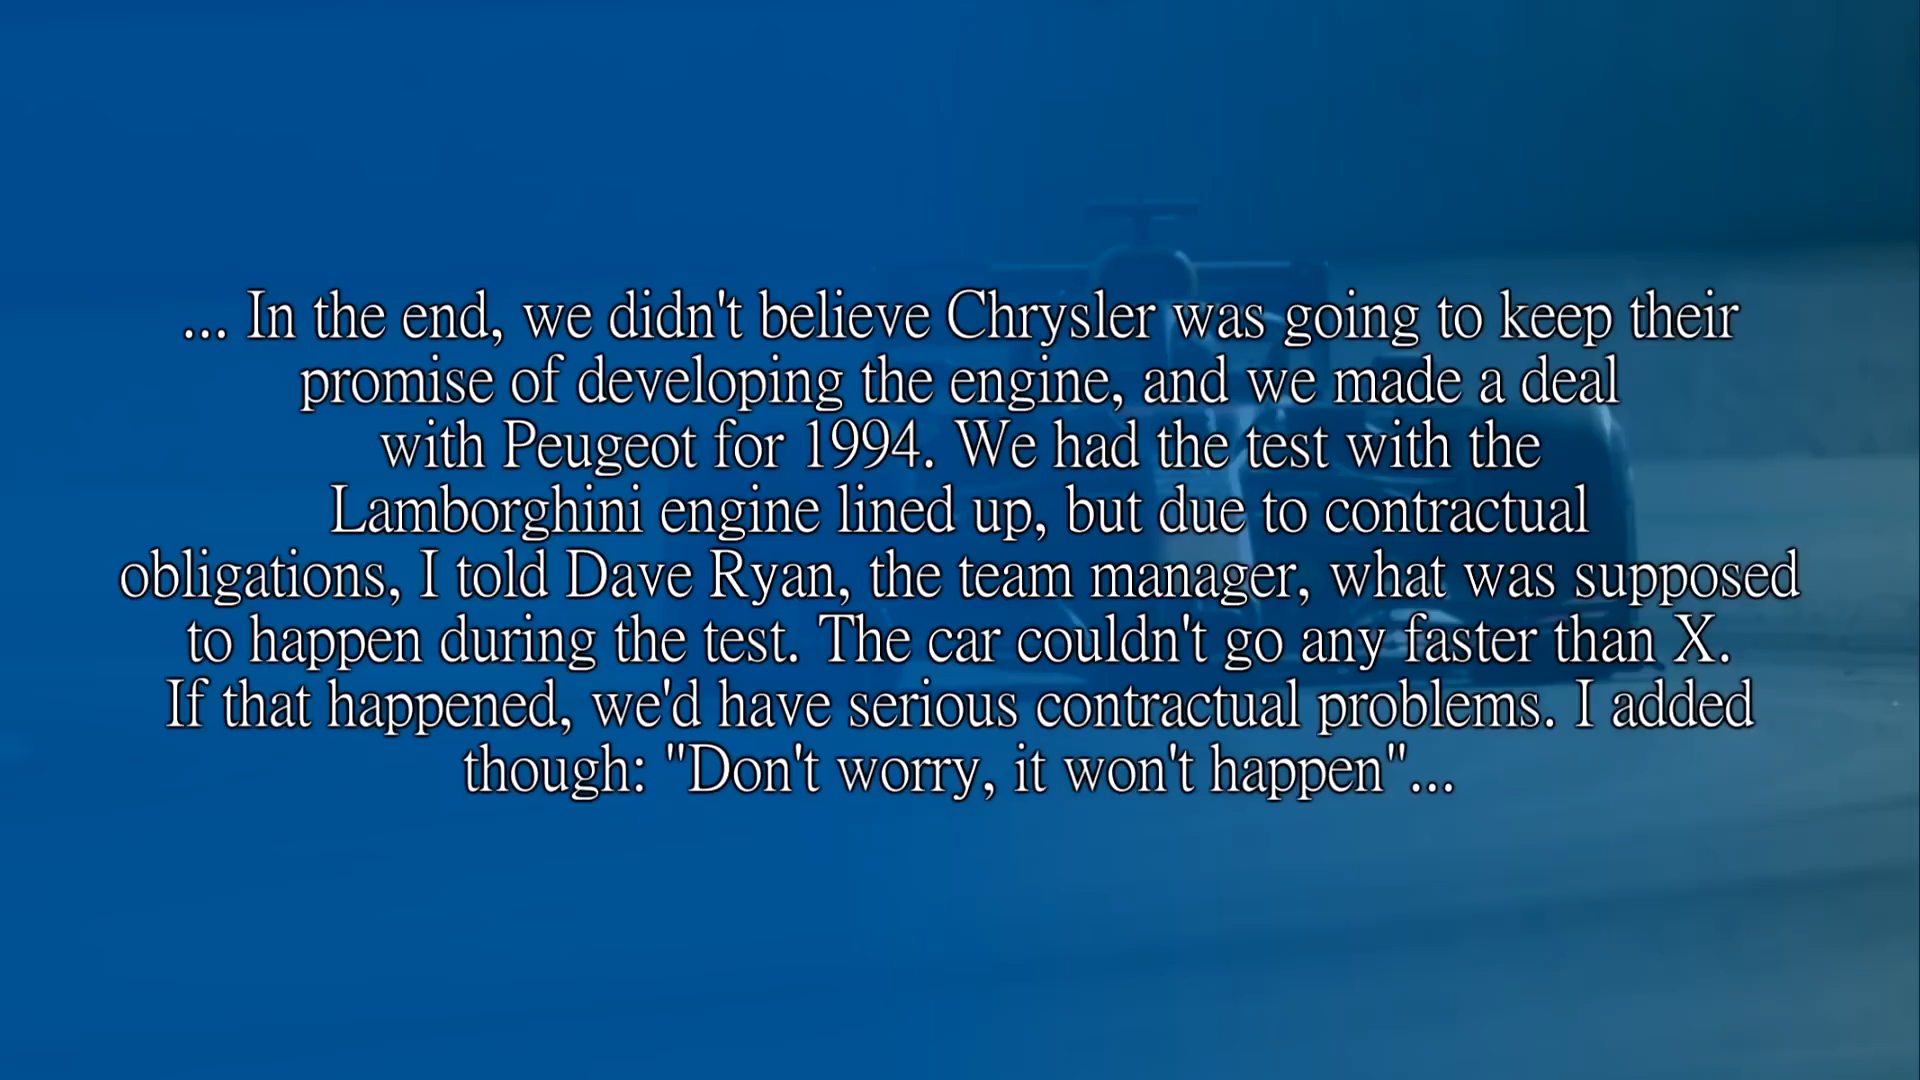 ... In the end, we didn't believe Chrysler was going to keep their
promise of developing the engine, and we made a deal
with Peugeot for 1994. We had the test with the
Lamborghini engine lined up, but due to contractual
obligations, I told Dave Ryan, the team manager, what was supposed
to happen during the test. The car couldn't go any faster than X.
If that happened, we'd have serious contractual problems. I added
though: "Don't worry, it won't happen"...